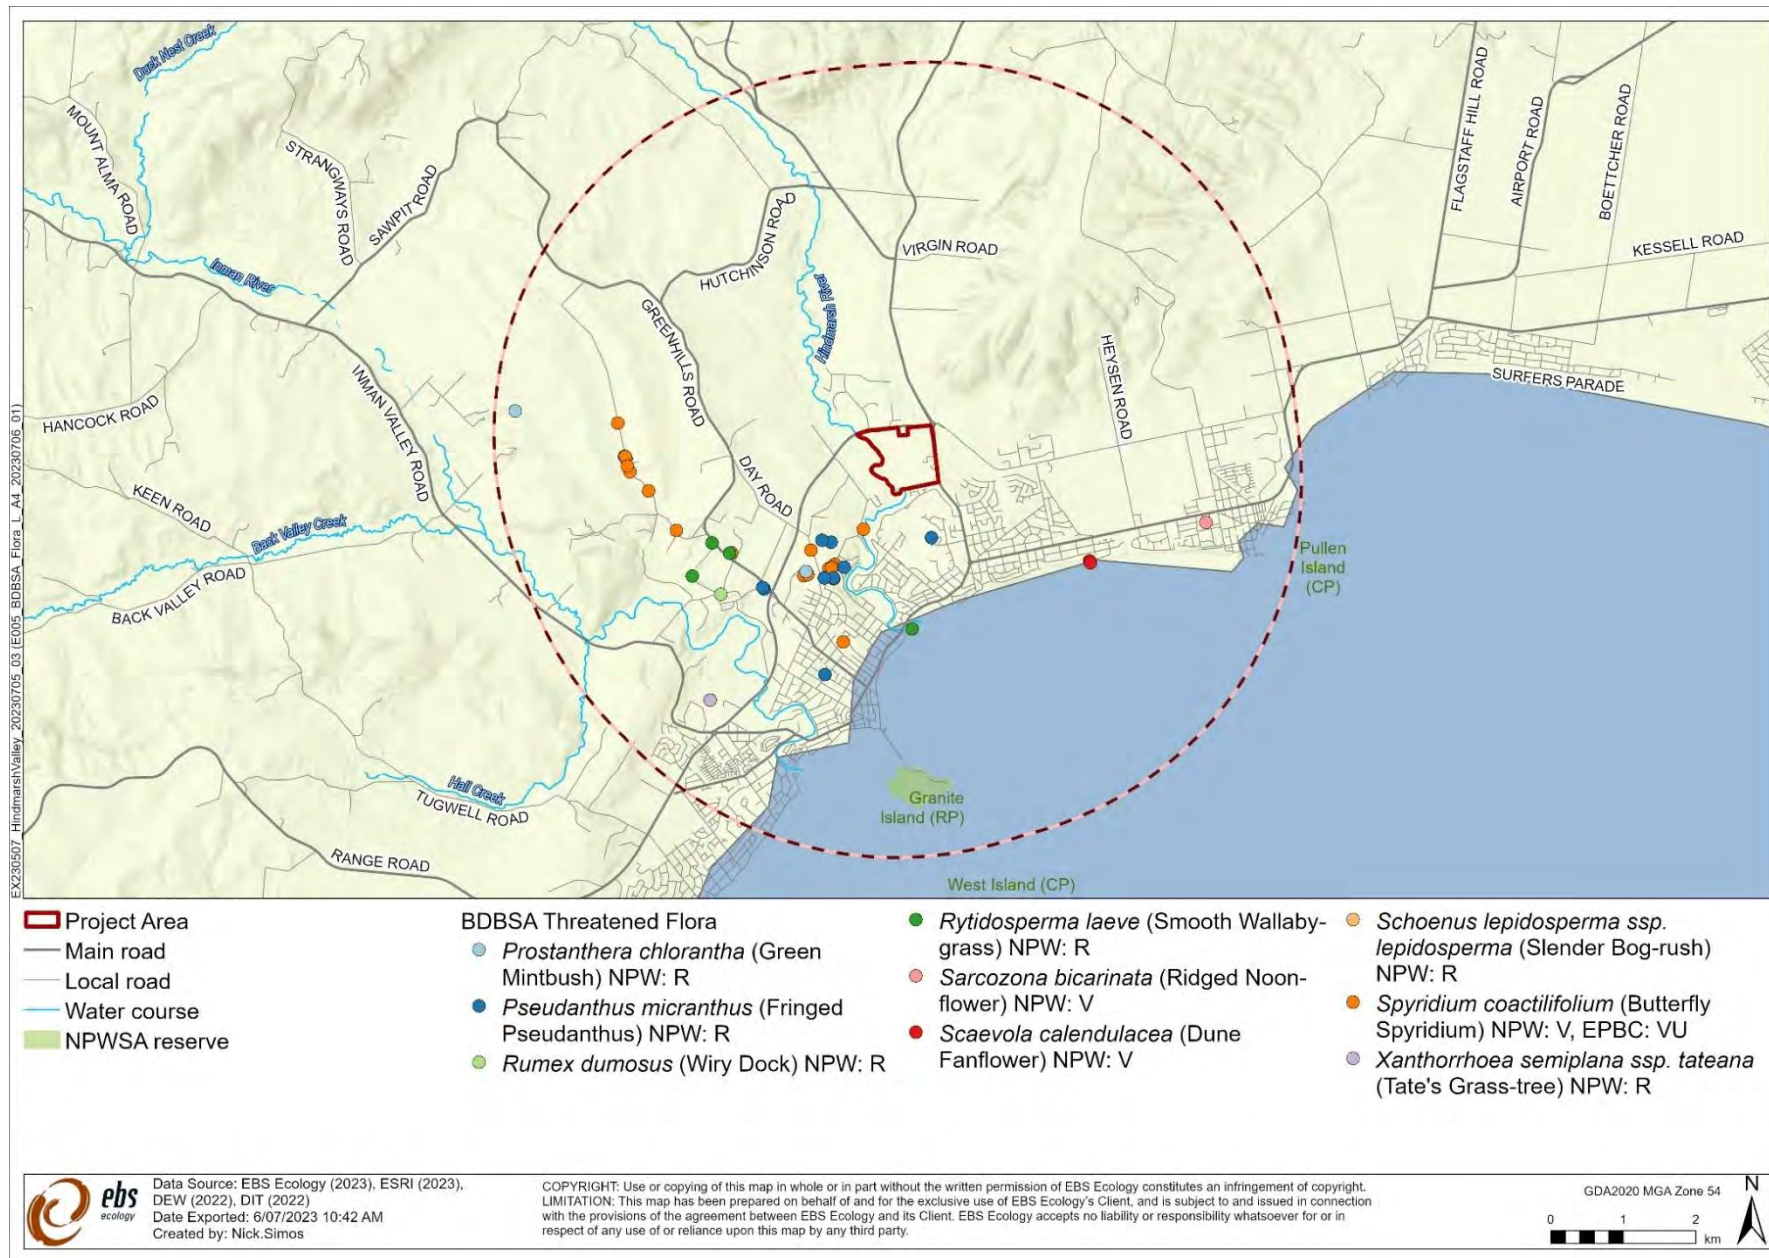 Duck Nest Creek
MOUNT ALMA ROAD
STRANGWAYS ROAD
SAWPIT ROAD
Inman River
HUTCHINSON ROAD
VIRGIN ROAD
Hindmarsh River
FLAGSTAFF HILL ROAD
AIRPORT ROAD
BOETTCHER ROAD
KESSELL ROAD
GREENHILLS ROAD
HEYSEN ROAD
SURFERS PARADE
INMAN VALLEY ROAD
HANCOCK ROAD
DAY ROAD
KEEN ROAD
Back Valley Creek
BACK VALLEY ROAD
Pullen
Island
(CP)
Hall Creek
TUGWELL ROAD
Granite
Island (RP)
RANGE ROAD
West Island (CP)
EX230507_HindmarshValley_20230705_03 (E005_BDBSA_Flora L_A4_20230706_01)
Project Area
Main road
Local road
Water course
NPWSA reserve
BDBSA Threatened Flora
Prostanthera chlorantha (Green
Mintbush) NPW: R
Pseudanthus micranthus (Fringed
Pseudanthus) NPW: R
Rumex dumosus (Wiry Dock) NPW: R
Rytidosperma laeve (Smooth Wallaby-
grass) NPW: R
Sarcozona bicarinata (Ridged Noon-
flower) NPW: V
Scaevola calendulacea (Dune
Fanflower) NPW: V
Schoenus lepidosperma ssp.
lepidosperma (Slender Bog-rush)
NPW: R
Spyridium coactilifolium (Butterfly
Spyridium) NPW: V, EPBC: VU
Xanthorrhoea semiplana ssp. tateana
(Tate's Grass-tree) NPW: R
ebs
ecology
Data Source: EBS Ecology (2023), ESRI (2023),
DEW (2022), DIT (2022)
Date Exported: 6/07/2023 10:42 AM
Created by: Nick.Simos
COPYRIGHT: Use or copying of this map in whole or in part without the written permission of EBS Ecology constitutes an infringement of copyright.
LIMITATION: This map has been prepared on behalf of and for the exclusive use of EBS Ecology's Client, and is subject to and issued in connection
with the provisions of the agreement between EBS Ecology and its Client. EBS Ecology accepts no liability or responsibility whatsoever for or in
respect of any use of or reliance upon this map by any third party.
GDA2020 MGA Zone 54
N
0 1 2
km